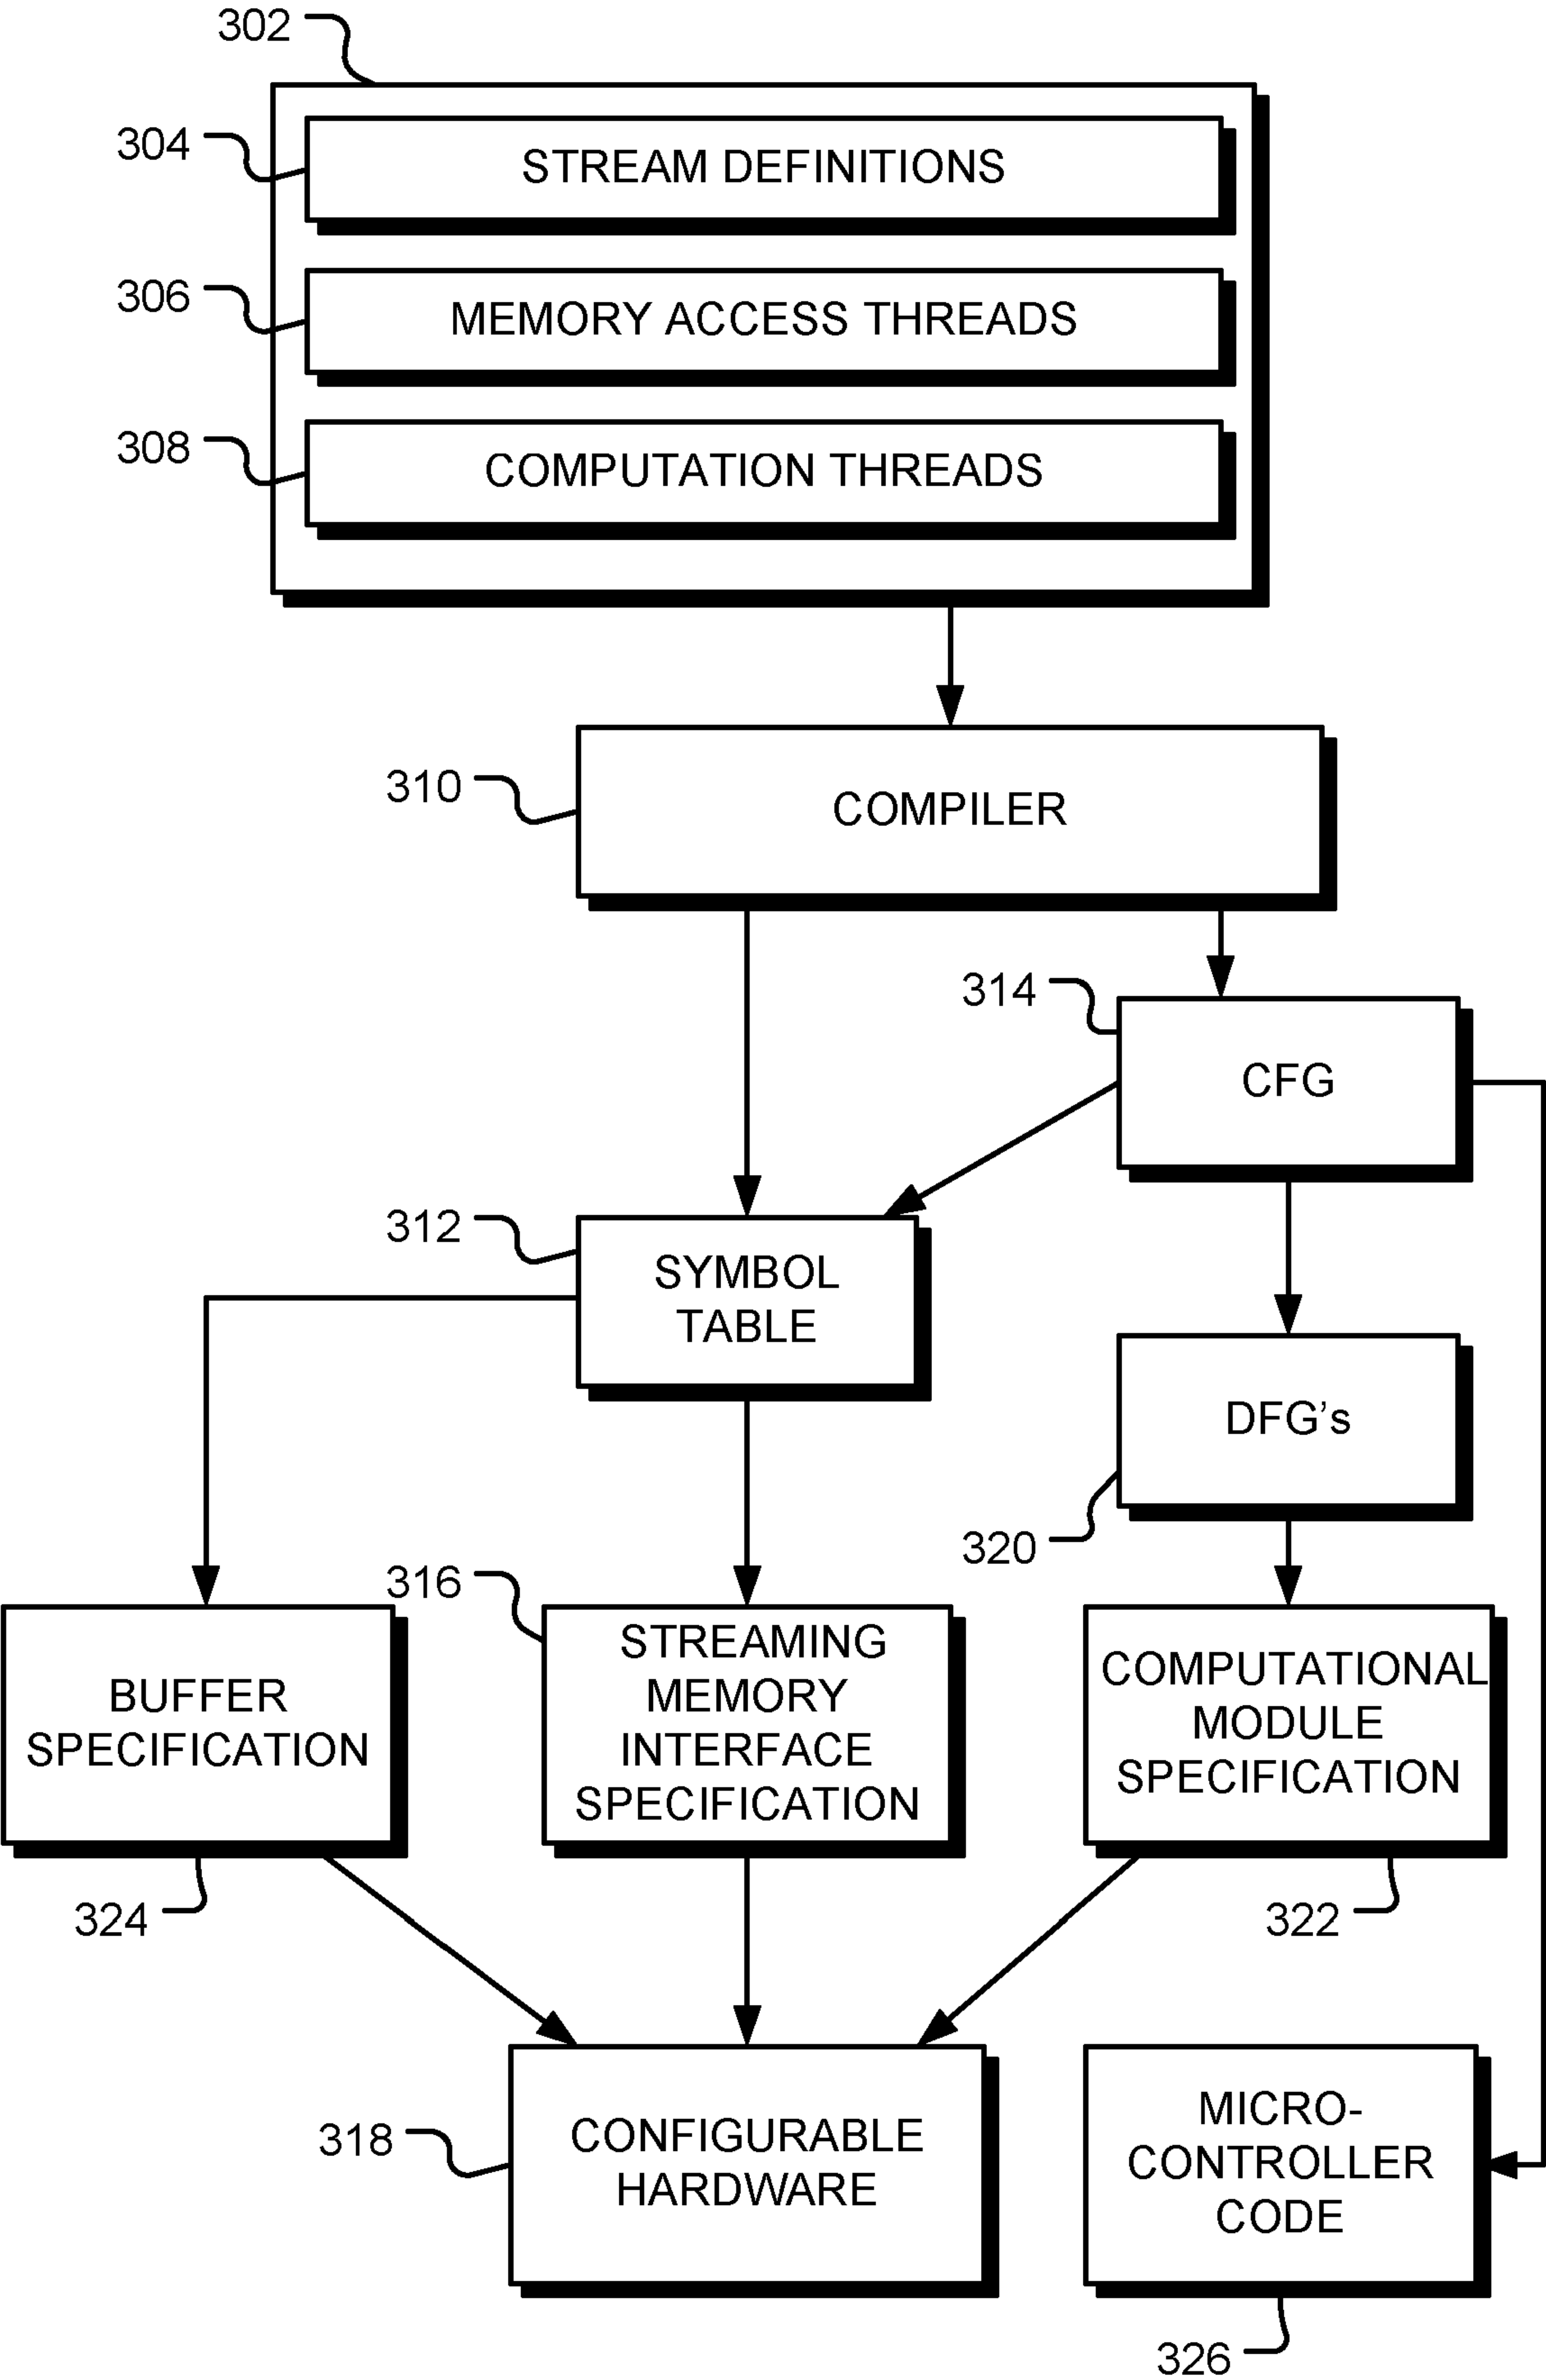 302
304
STREAM DEFINITIONS
306
MEMORY ACCESS THREADS
308
COMPUTATION THREADS
310
COMPILER
314
CFG
312
SYMBOL
TABLE
DFG's
320
316
BUFFER
SPECIFICATION
STREAMING
MEMORY
INTERFACE
SPECIFICATION
COMPUTATIONAL
MODULE
SPECIFICATION
324
322
318
CONFIGURABLE
HARDWARE
MICRO-
CONTROLLER
CODE
326